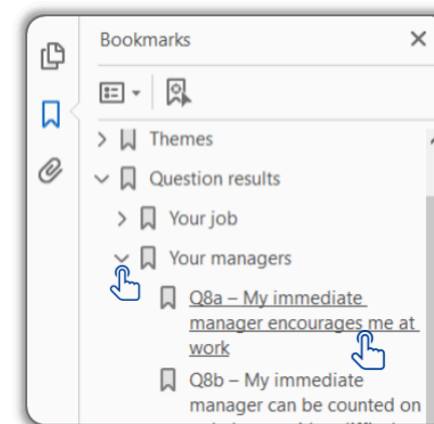 Bookmarks
Themes
Question results
Your job
Your managers
Q8a – My immediate
manager encourages me at
work
Q8b – My immediate
manager can be counted on